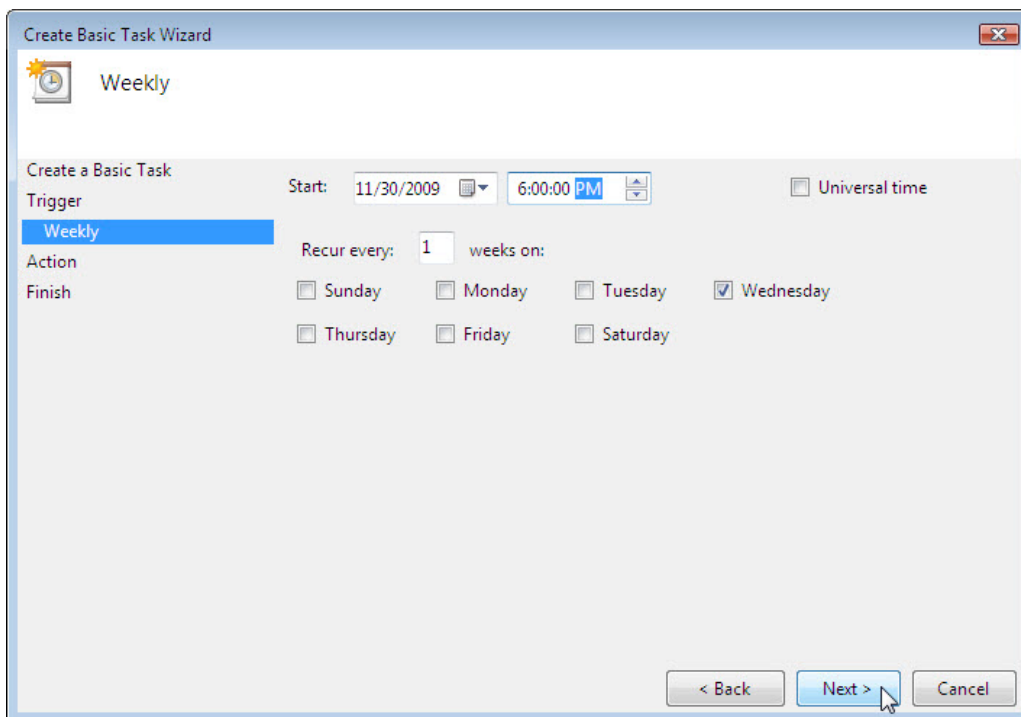 Create Basic Task Wizard
Weekly
Create a Basic Task
Trigger
Weekly
Action
Finish
Start: 11/30/2009 6:00:00 PM Universal time
Recur every: 1 weeks on:
Sunday Monday Tuesday Wednesday
Thursday Friday Saturday
< Back Next > Cancel